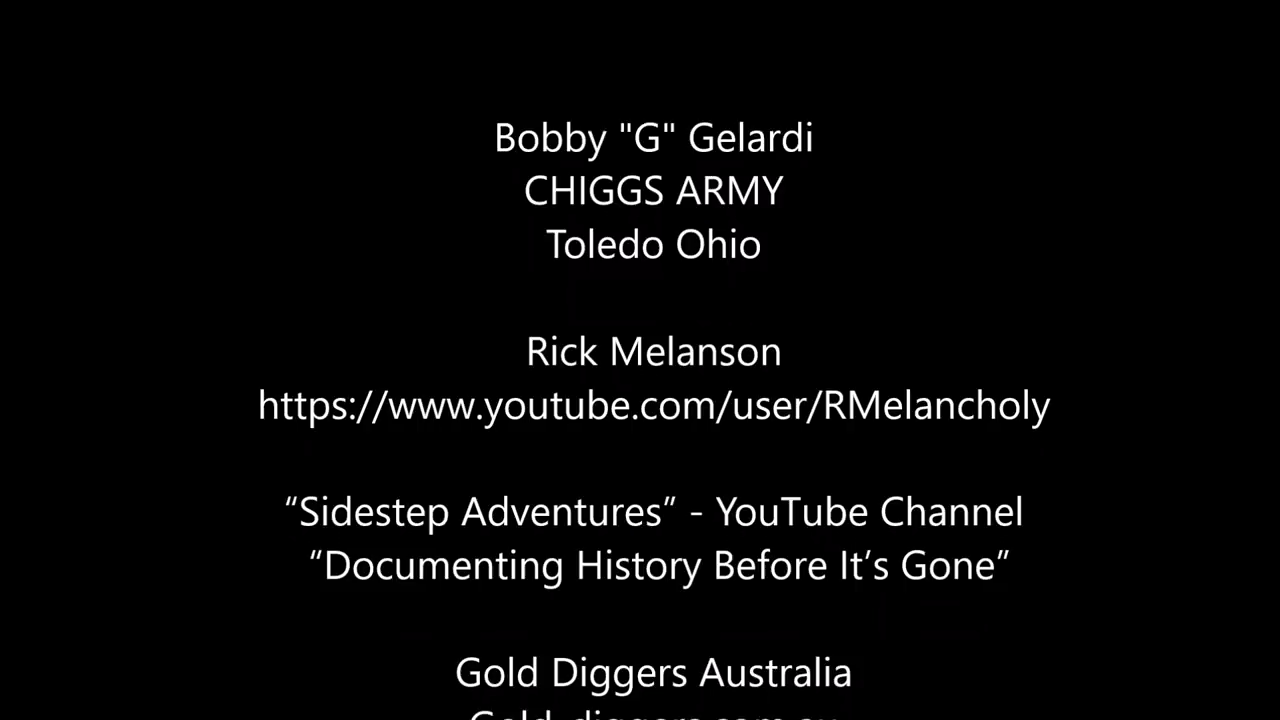 Bobby "G" Gelardi
CHIGGS ARMY
Toledo Ohio
Rick Melanson
https://www.youtube.com/user/RMelancholy
“Sidestep Adventures” - YouTube Channel
“Documenting History Before It’s Gone”
Gold Diggers Australia